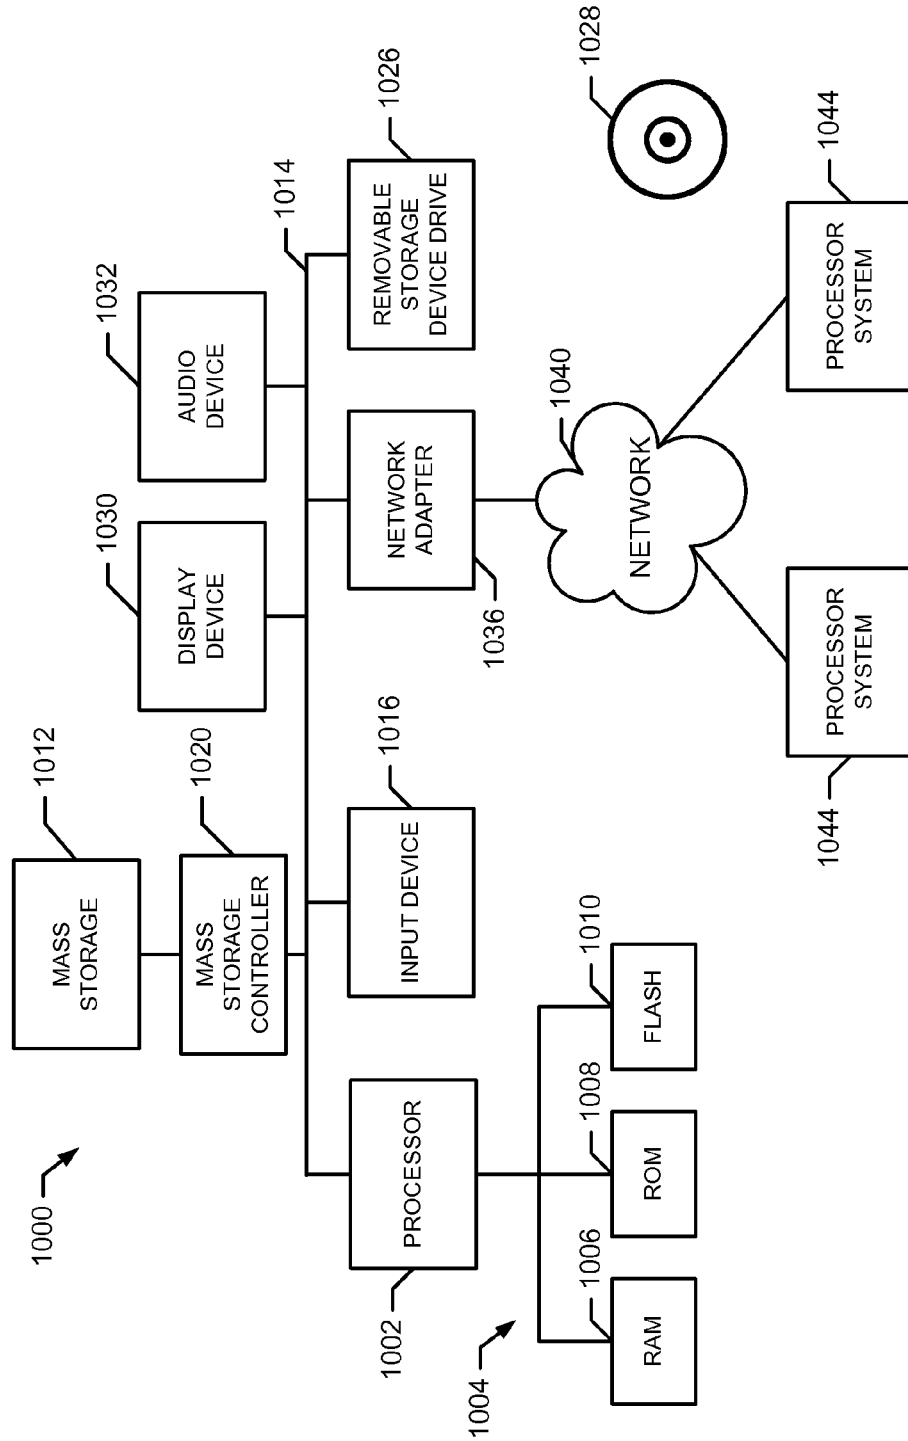 1000
1012
MASS
STORAGE
1020
MASS
STORAGE
CONTROLLER
1030
DISPLAY
DEVICE
1032
AUDIO
DEVICE
1014
1002
PROCESSOR
1016
INPUT DEVICE
1036
NETWORK
ADAPTER
1026
REMOVABLE
STORAGE
DEVICE DRIVE
1004
1006
RAM
1008
ROM
1010
FLASH
1040
NETWORK
1028
1044
PROCESSOR
SYSTEM
1044
PROCESSOR
SYSTEM